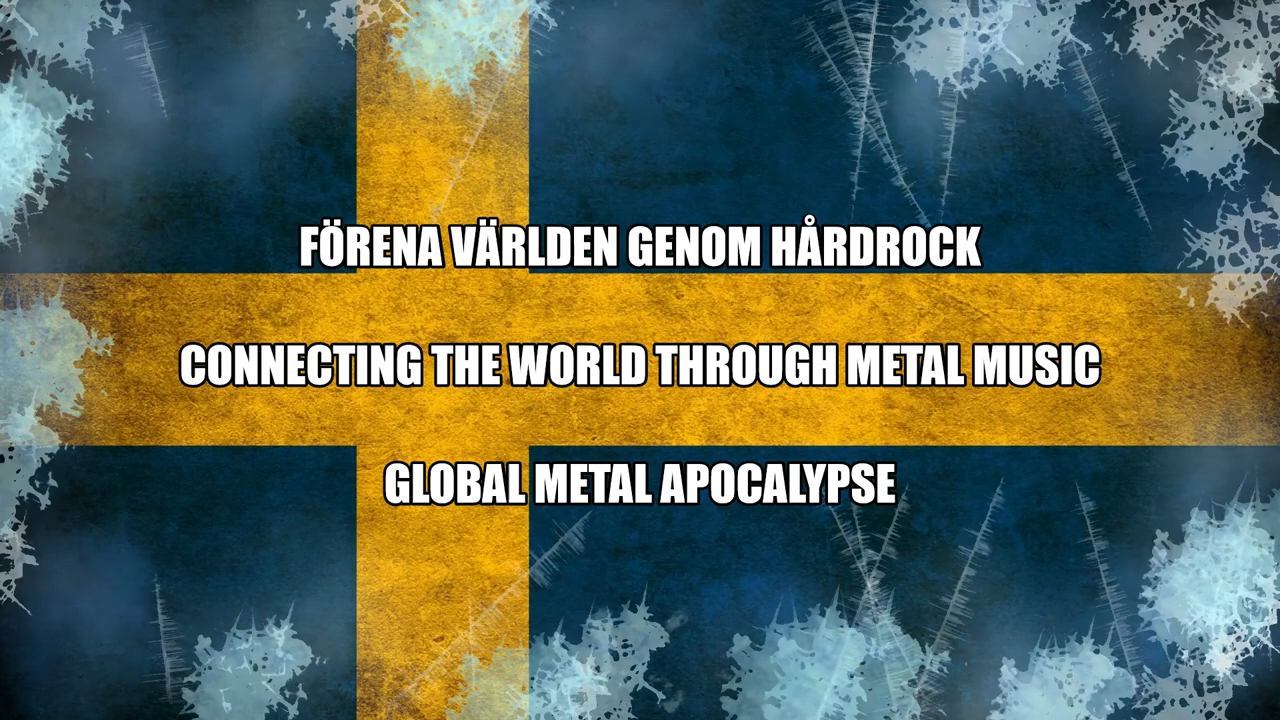 FÖRENA VÄRLDEN GENOM HÅRDROCK
CONNECTING THE WORLD THROUGH METAL MUSIC
GLOBAL METAL APOCALYPSE